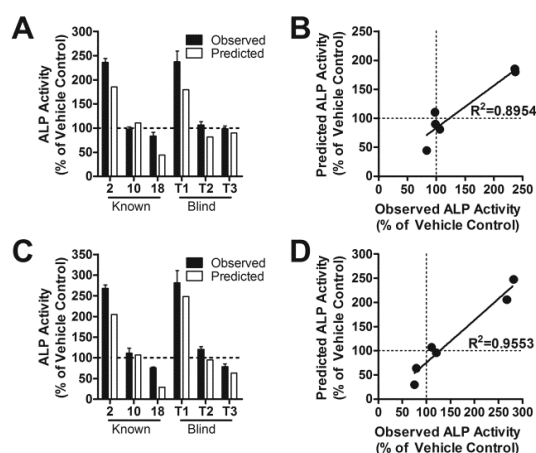 A
ALP Activity
(% of Vehicle Control)
300
250
200
150
100
50
0
Observed
Predicted
2 10 18 T1 T2 T3
Known Blind
B
Predicted ALP Activity
(% of Vehicle Control)
250
200
150
100
50
0
R²=0.8954
0 50 100 150 200 250
Observed ALP Activity
(% of Vehicle Control)
C
ALP Activity
(% of Vehicle Control)
350
300
250
200
150
100
50
0
Observed
Predicted
2 10 18 T1 T2 T3
Known Blind
D
Predicted ALP Activity
(% of Vehicle Control)
300
250
200
150
100
50
0
R²=0.9553
0 50 100 150 200 250 300
Observed ALP Activity
(% of Vehicle Control)